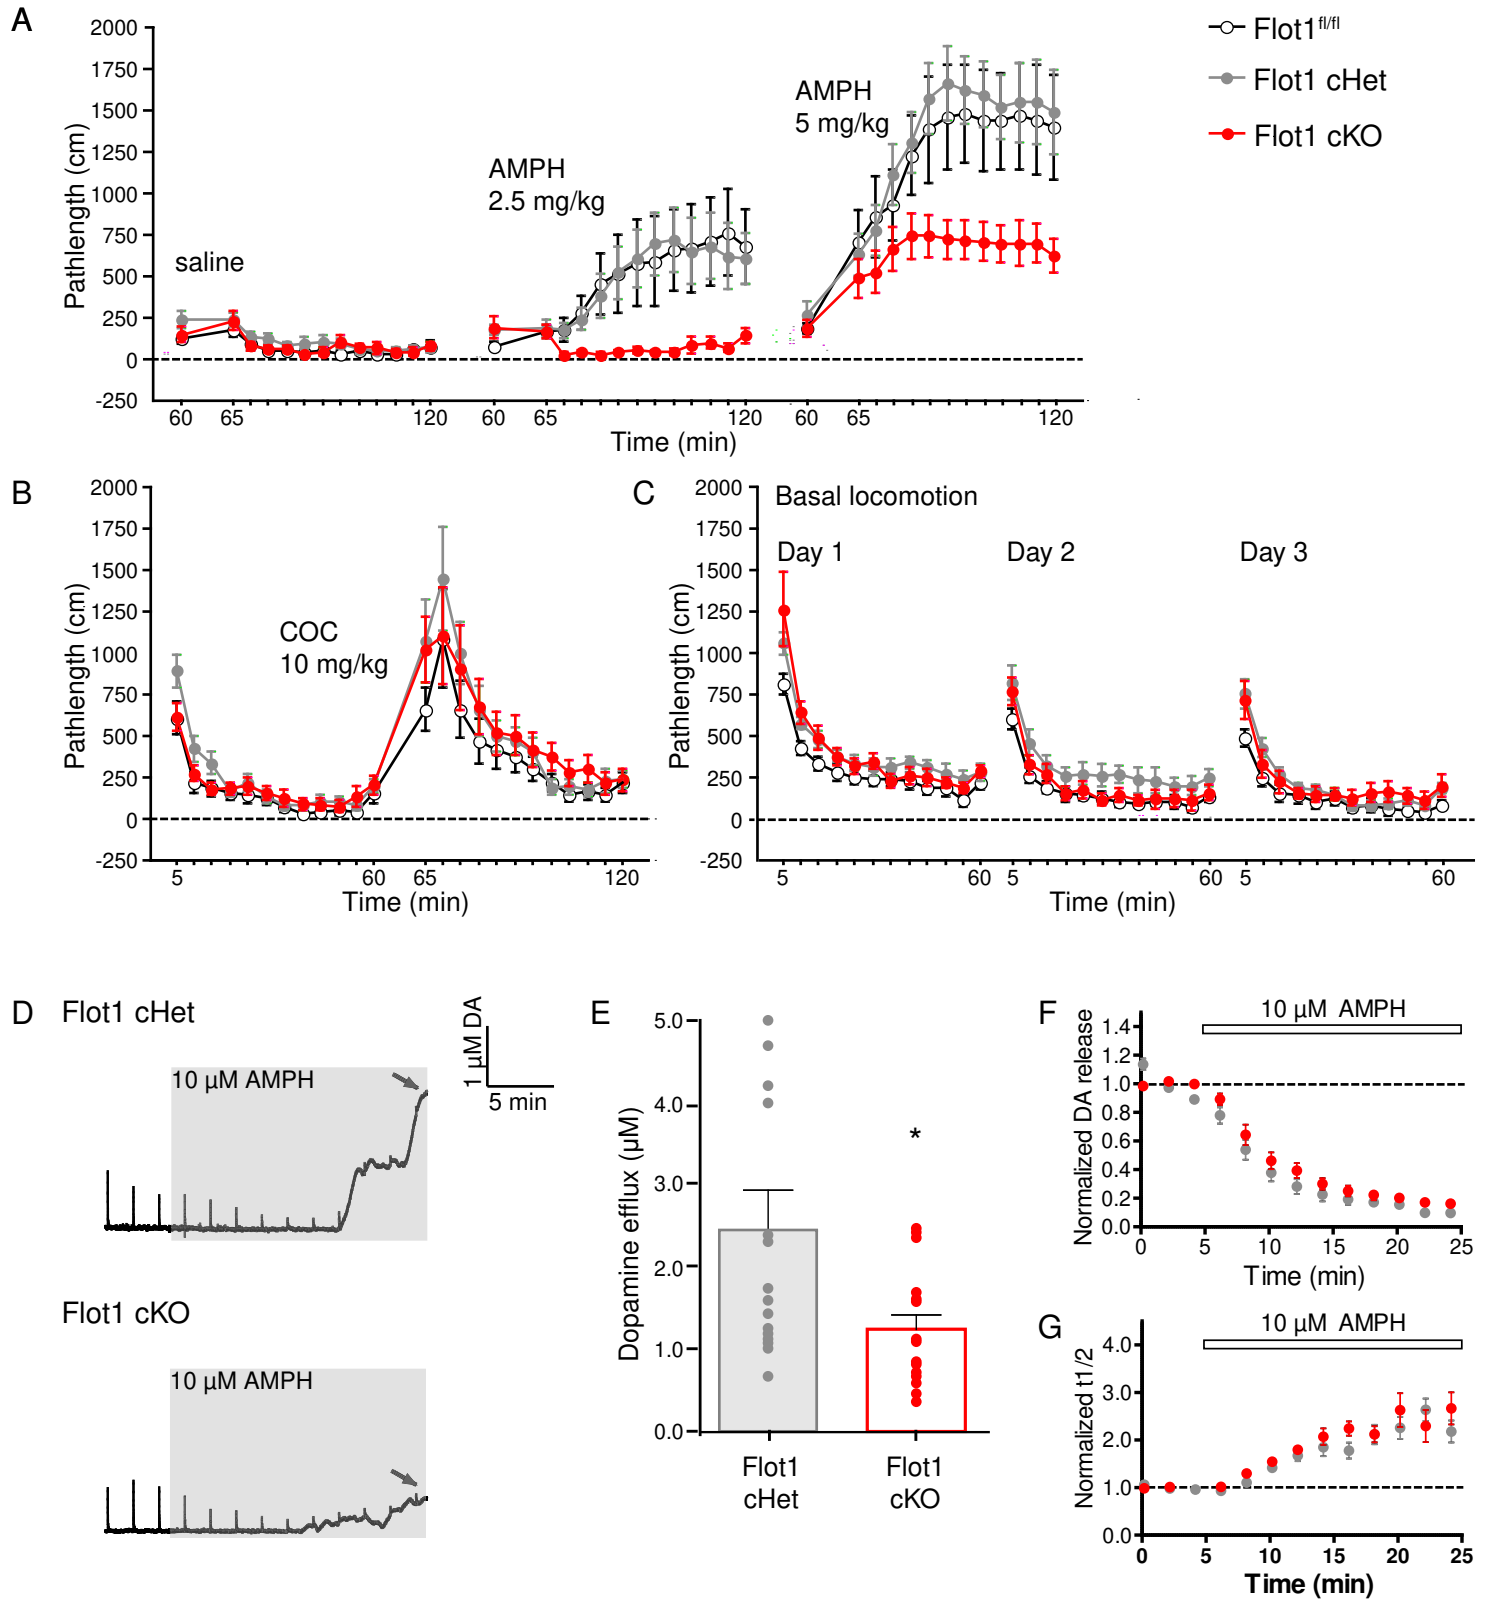 A
2000
1750
1500
1250
1000
750
500
250
0
-250
Pathlength (cm)
saline
AMPH
2.5 mg/kg
AMPH
5 mg/kg
60 65 120 60 65 120 60 65 120
Time (min)
Flot1fl/fl
Flot1 cHet
Flot1 cKO
B
2000
1750
1500
1250
1000
750
500
250
0
-250
Pathlength (cm)
COC
10 mg/kg
5 60 65 120
Time (min)
C
2000
1750
1500
1250
1000
750
500
250
0
-250
Pathlength (cm)
Basal locomotion
Day 1 Day 2 Day 3
5 60 5 60 5 60
Time (min)
D
Flot1 cHet
1 µM DA
5 min
10 µM AMPH
Flot1 cKO
10 µM AMPH
E
5.0
4.0
3.0
2.0
1.0
0.0
Dopamine efflux (µM)
*
Flot1
cHet
Flot1
cKO
F
10 µM AMPH
1.4
1.2
1.0
0.8
0.6
0.4
0.2
0.0
Normalized DA release
0 5 10 15 20 25
Time (min)
G
10 µM AMPH
4.0
3.0
2.0
1.0
0.0
Normalized t1/2
0 5 10 15 20 25
Time (min)